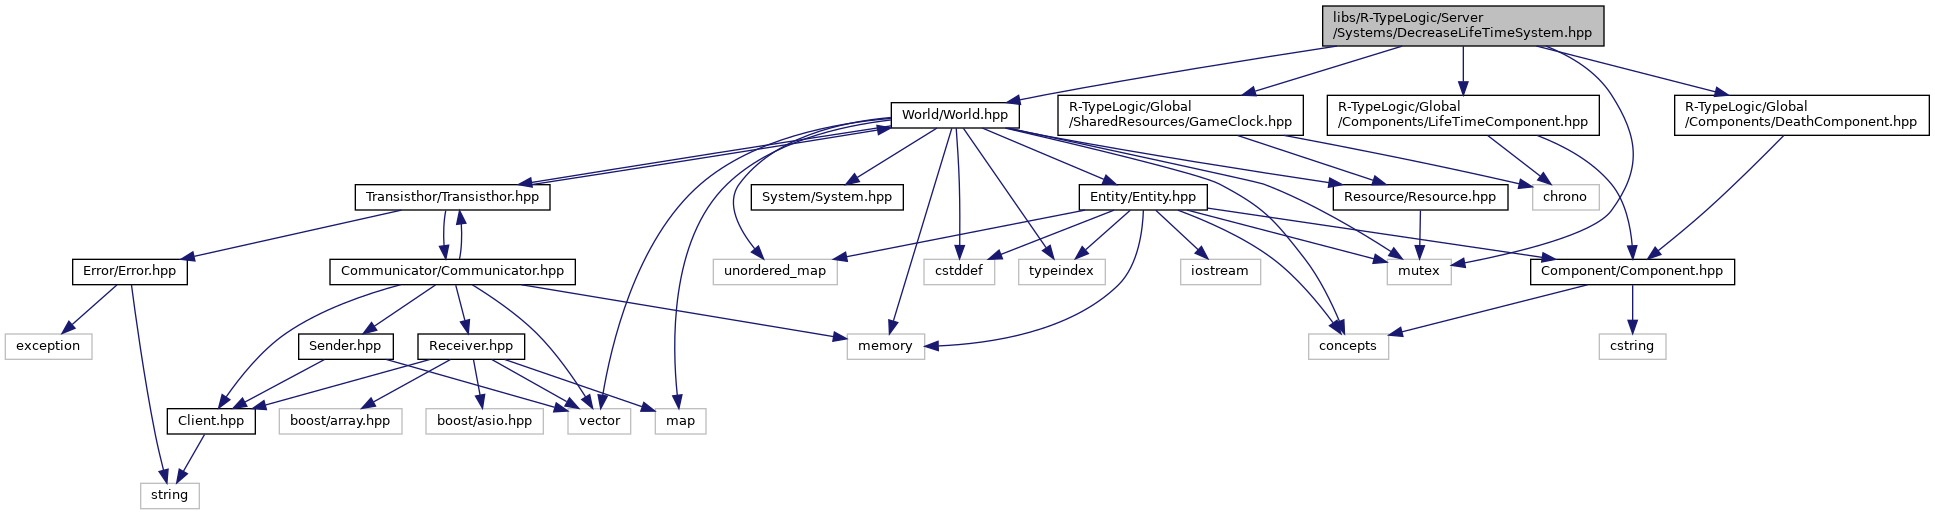 libs/R-TypeLogic/Server
/Systems/DecreaseLifeTimeSystem.hpp
World/World.hpp
R-TypeLogic/Global
/SharedResources/GameClock.hpp
R-TypeLogic/Global
/Components/LifeTimeComponent.hpp
R-TypeLogic/Global
/Components/DeathComponent.hpp
Transisthor/Transisthor.hpp
System/System.hpp
Entity/Entity.hpp
Resource/Resource.hpp
chrono
Error/Error.hpp
Communicator/Communicator.hpp
unordered_map
cstddef
typeindex
iostream
mutex
Component/Component.hpp
exception
Sender.hpp
Receiver.hpp
memory
concepts
cstring
Client.hpp
boost/array.hpp
boost/asio.hpp
vector
map
string